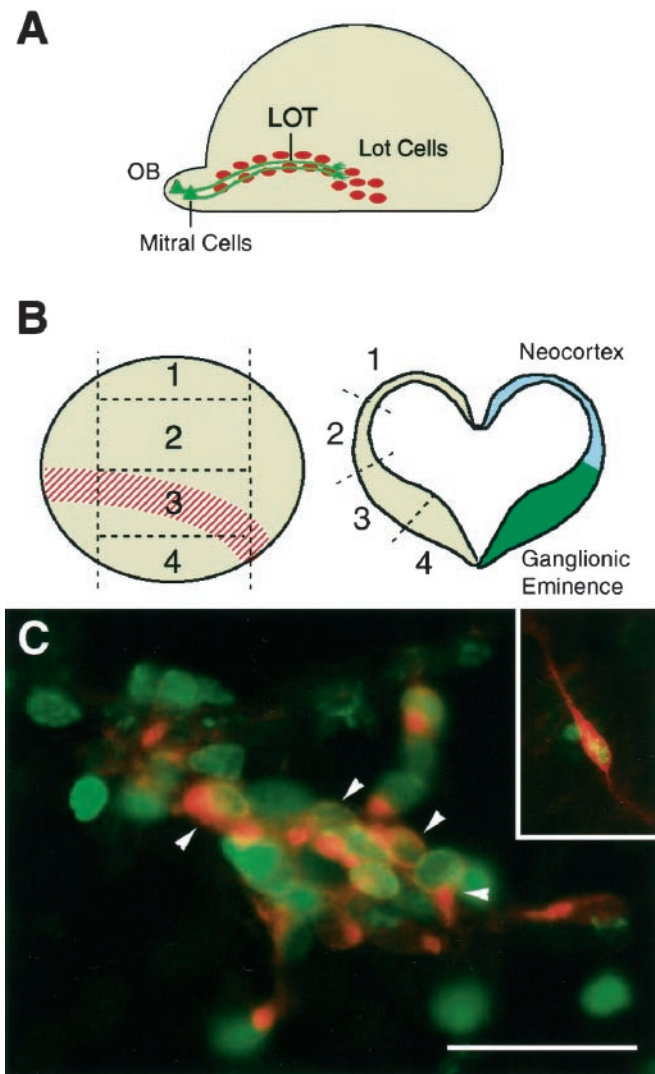 A
LOT
Lot Cells
OB
Mitral Cells
B
1
2
3
4
1
2
3
4
Neocortex
Ganglionic
Eminence
C